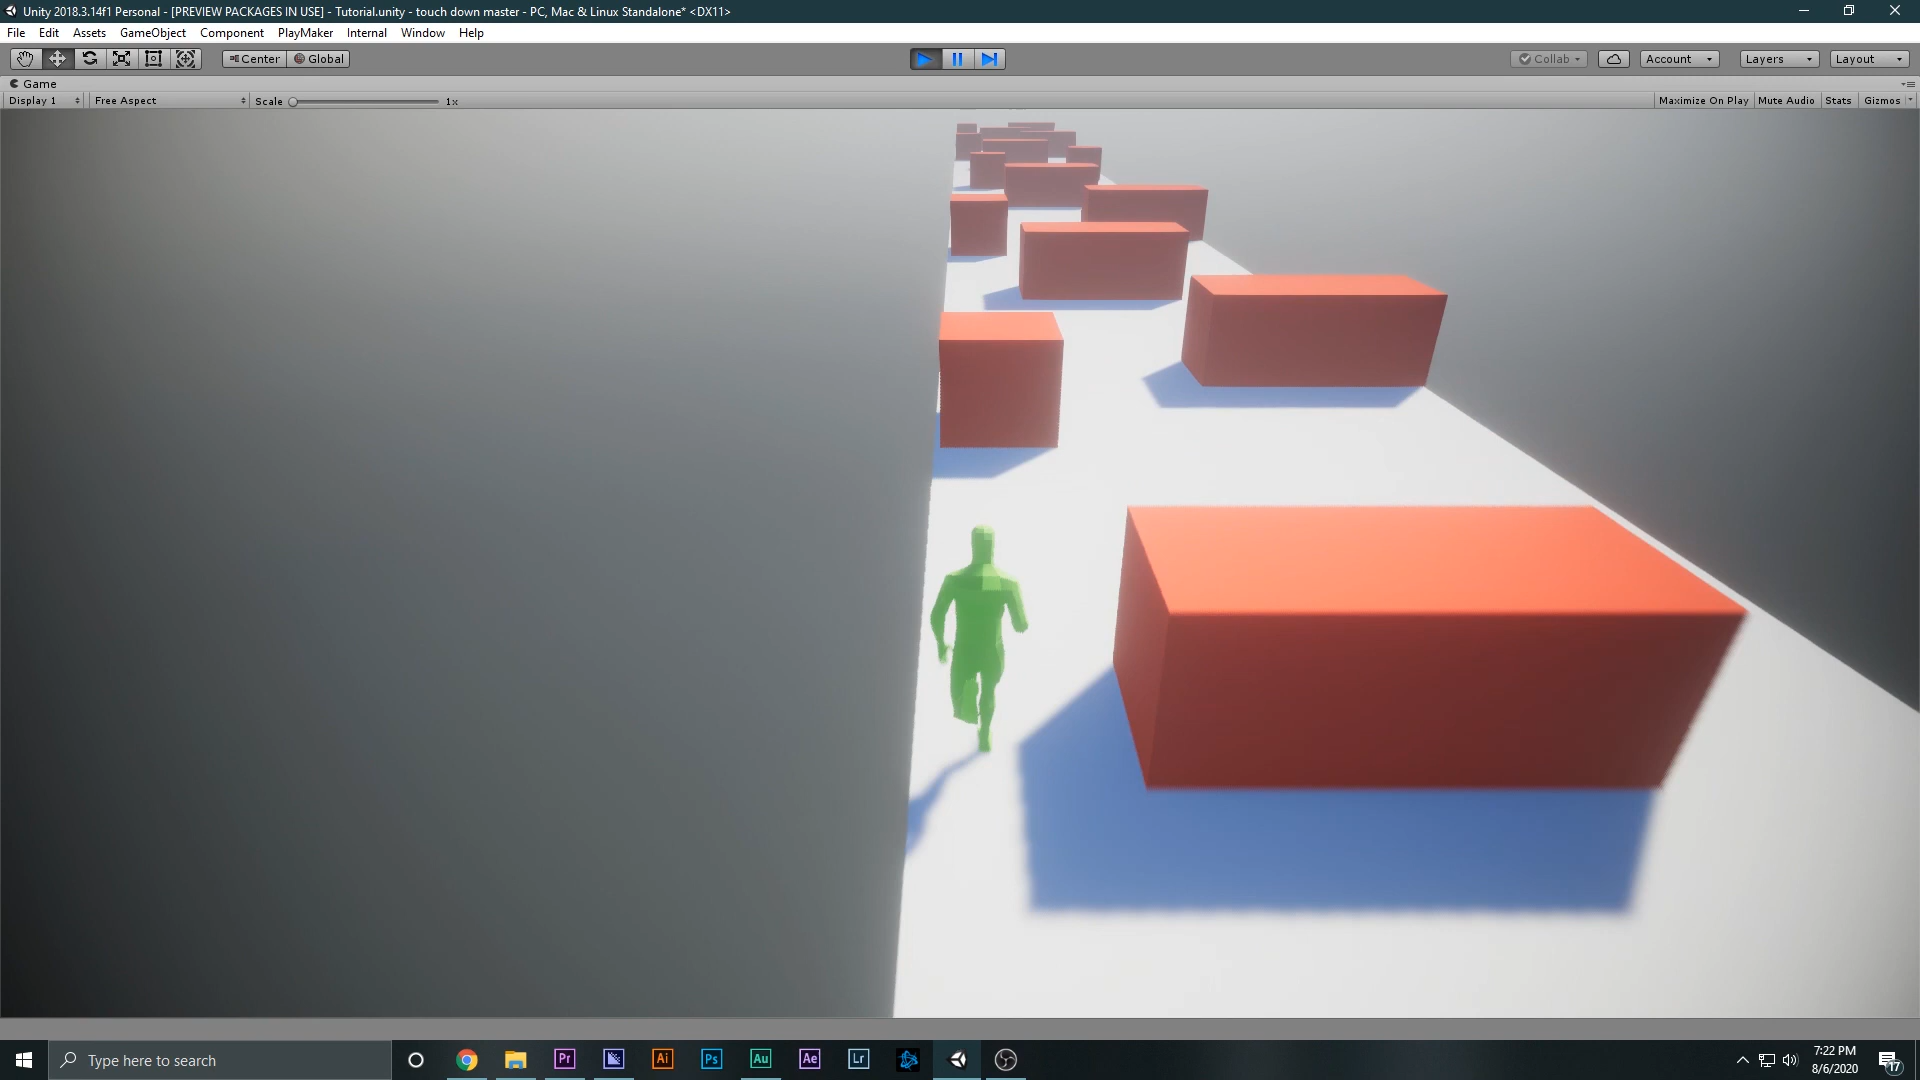 Unity 2018.3.14f1 Personal - [PREVIEW PACKAGES IN USE] - Tutorial.unity - touch down master - PC, Mac & Linux Standalone* <DX11>
File Edit Assets GameObject Component PlayMaker Internal Window Help
Center Global Collab Account Layers Layout
Game
Display 1 Free Aspect Scale 1x Maximize On Play Mute Audio Stats Gizmos
Type here to search Pr Ai Ps Au Ae Lr
7:22 PM
8/6/2020
17